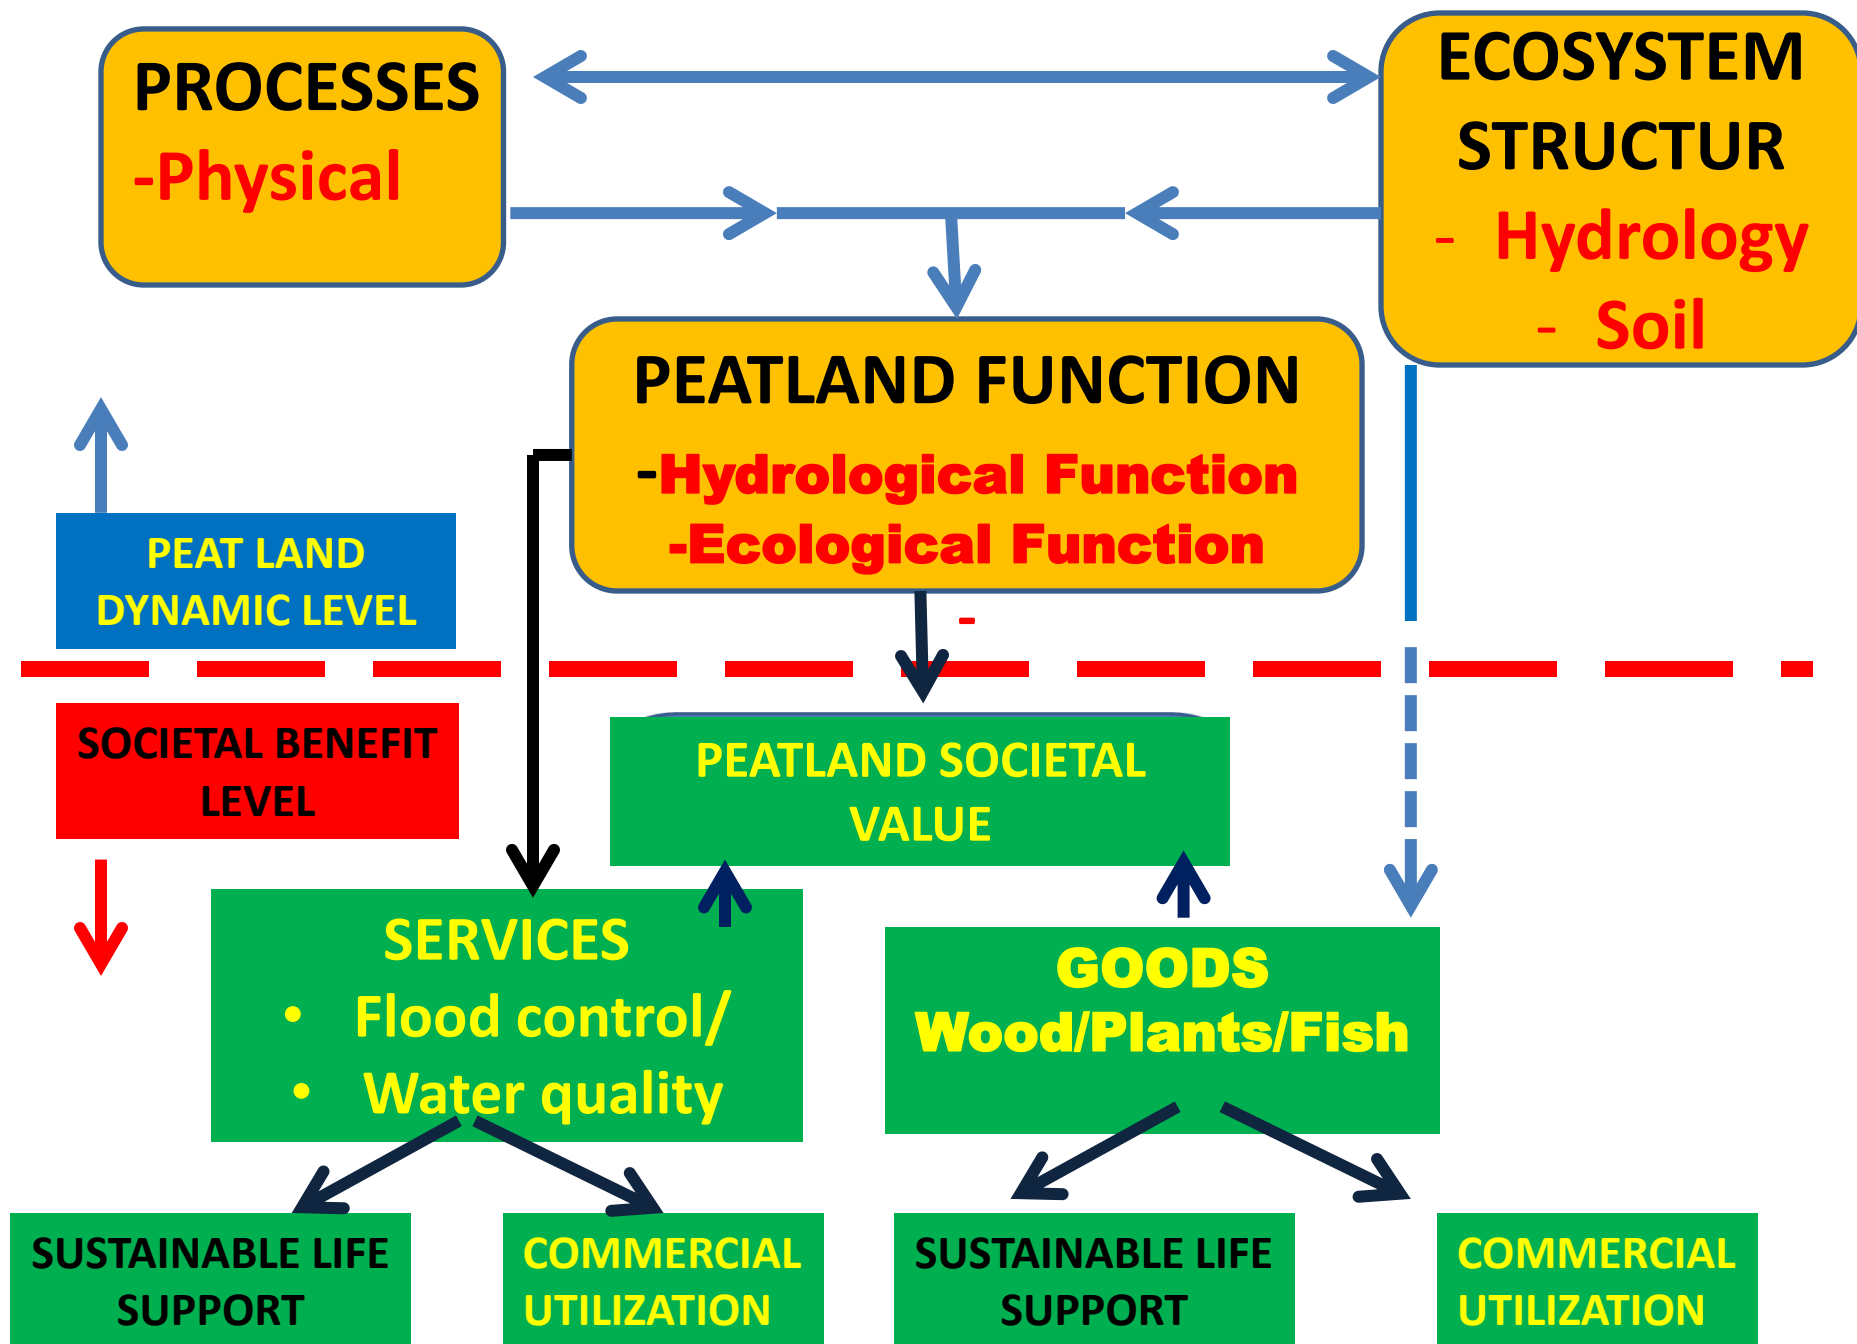 PROCESSES
-Physical
ECOSYSTEM
STRUCTUR
- Hydrology
- Soil
PEATLAND FUNCTION
-Hydrological Function
-Ecological Function
-
PEAT LAND
DYNAMIC LEVEL
SOCIETAL BENEFIT
LEVEL
PEATLAND SOCIETAL
VALUE
SERVICES
• Flood control/
• Water quality
GOODS
Wood/Plants/Fish
SUSTAINABLE LIFE
SUPPORT
COMMERCIAL
UTILIZATION
SUSTAINABLE LIFE
SUPPORT
COMMERCIAL
UTILIZATION